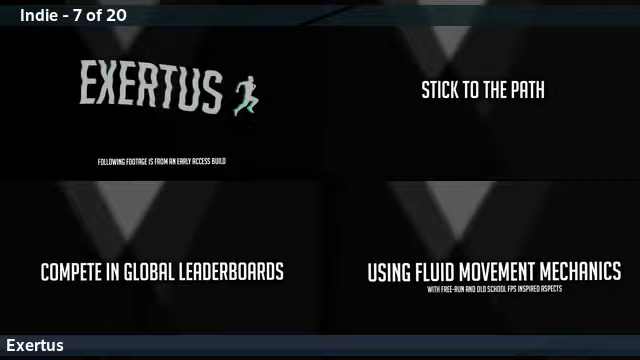 Indie - 7 of 20
EXERTUS
FOLLOWING FOOTAGE IS FROM AN EARLY ACCESS BUILD
STICK TO THE PATH
COMPETE IN GLOBAL LEADERBOARDS
USING FLUID MOVEMENT MECHANICS
WITH FREE-RUN AND OLD SCHOOL FPS INSPIRED ASPECTS
Exertus